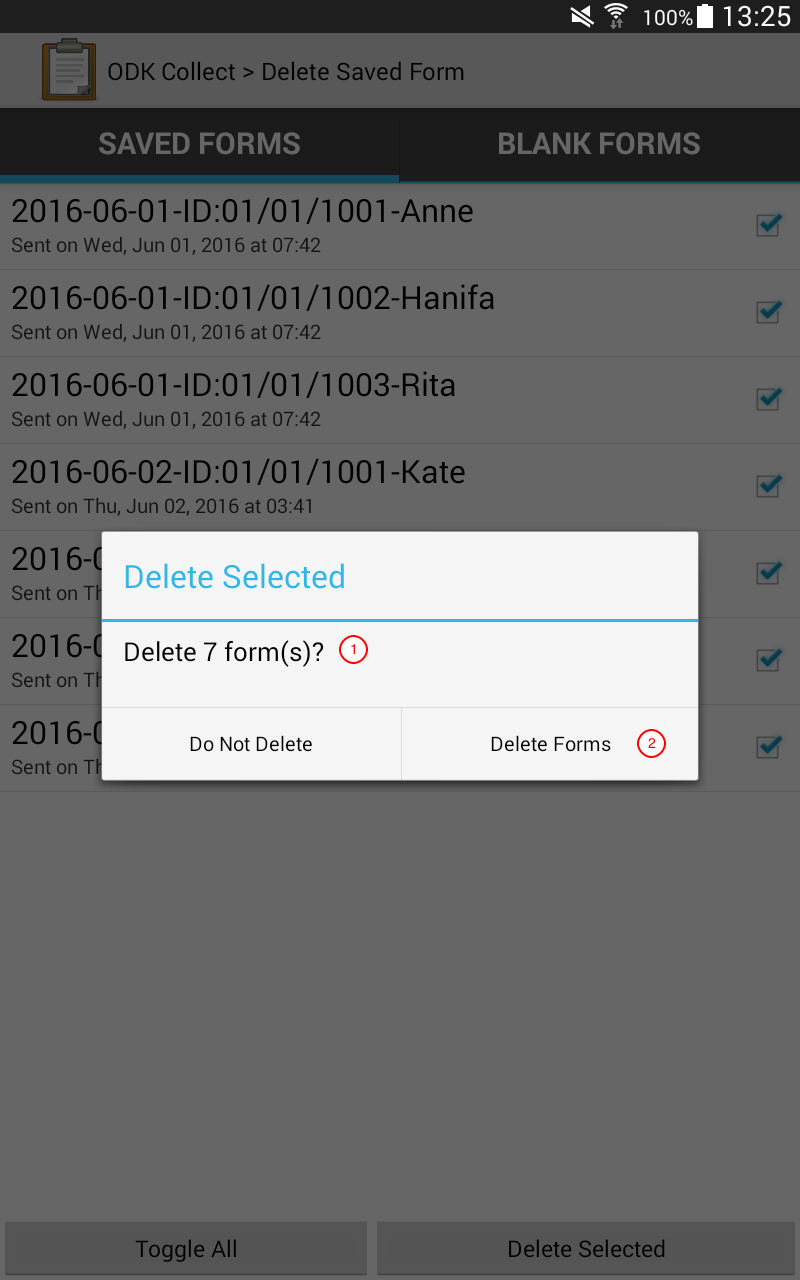 100% 13:25
ODK Collect > Delete Saved Form
SAVED FORMS BLANK FORMS
2016-06-01-ID:01/01/1001-Anne
Sent on Wed, Jun 01, 2016 at 07:42
2016-06-01-ID:01/01/1002-Hanifa
Sent on Wed, Jun 01, 2016 at 07:42
2016-06-01-ID:01/01/1003-Rita
Sent on Wed, Jun 01, 2016 at 07:42
2016-06-02-ID:01/01/1001-Kate
Sent on Thu, Jun 02, 2016 at 03:41
2016-0
Sent on Th
2016-0
Sent on Th
2016-0
Sent on Th
Delete Selected
Delete 7 form(s)? 1
Do Not Delete Delete Forms 2
Toggle All Delete Selected